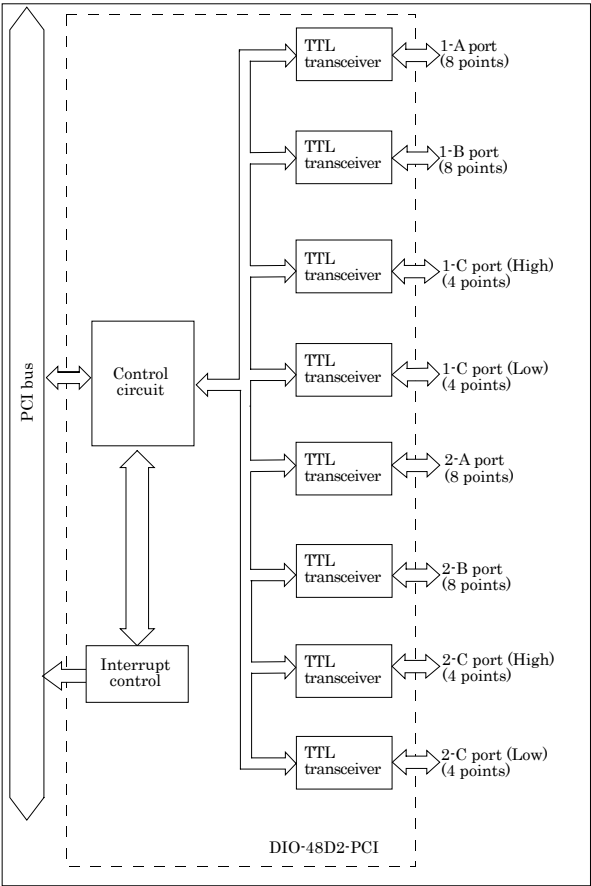 TTL
transceiver
1-A port
(8 points)
TTL
transceiver
1-B port
(8 points)
TTL
transceiver
1-C port (High)
(4 points)
PCI bus
Control
circuit
TTL
transceiver
1-C port (Low)
(4 points)
TTL
transceiver
2-A port
(8 points)
TTL
transceiver
2-B port
(8 points)
Interrupt
control
TTL
transceiver
2-C port (High)
(4 points)
TTL
transceiver
2-C port (Low)
(4 points)
DIO-48D2-PCI